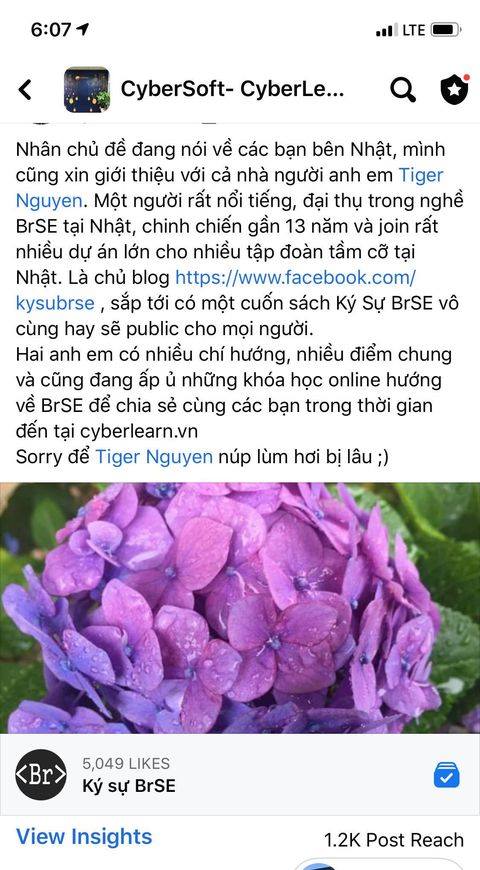 6:07
LTE
CyberSoft- CyberLe...
Nhân chủ đề đang nói về các bạn bên Nhật, mình
cũng xin giới thiệu với cả nhà người anh em Tiger
Nguyen. Một người rất nổi tiếng, đại thụ trong nghề
BrSE tại Nhật, chinh chiến gần 13 năm và join rất
nhiều dự án lớn cho nhiều tập đoàn tầm cỡ tại
Nhật. Là chủ blog https://www.facebook.com/
kysubrse , sắp tới có một cuốn sách Ký Sự BrSE vô
cùng hay sẽ public cho mọi người.
Hai anh em có nhiều chí hướng, nhiều điểm chung
và cũng đang ấp ủ những khóa học online hướng
về BrSE để chia sẻ cùng các bạn trong thời gian
đến tại cyberlearn.vn
Sorry để Tiger Nguyen núp lùm hơi bị lâu ;)
<Br>
5,049 LIKES
Ký sự BrSE
View Insights
1.2K Post Reach